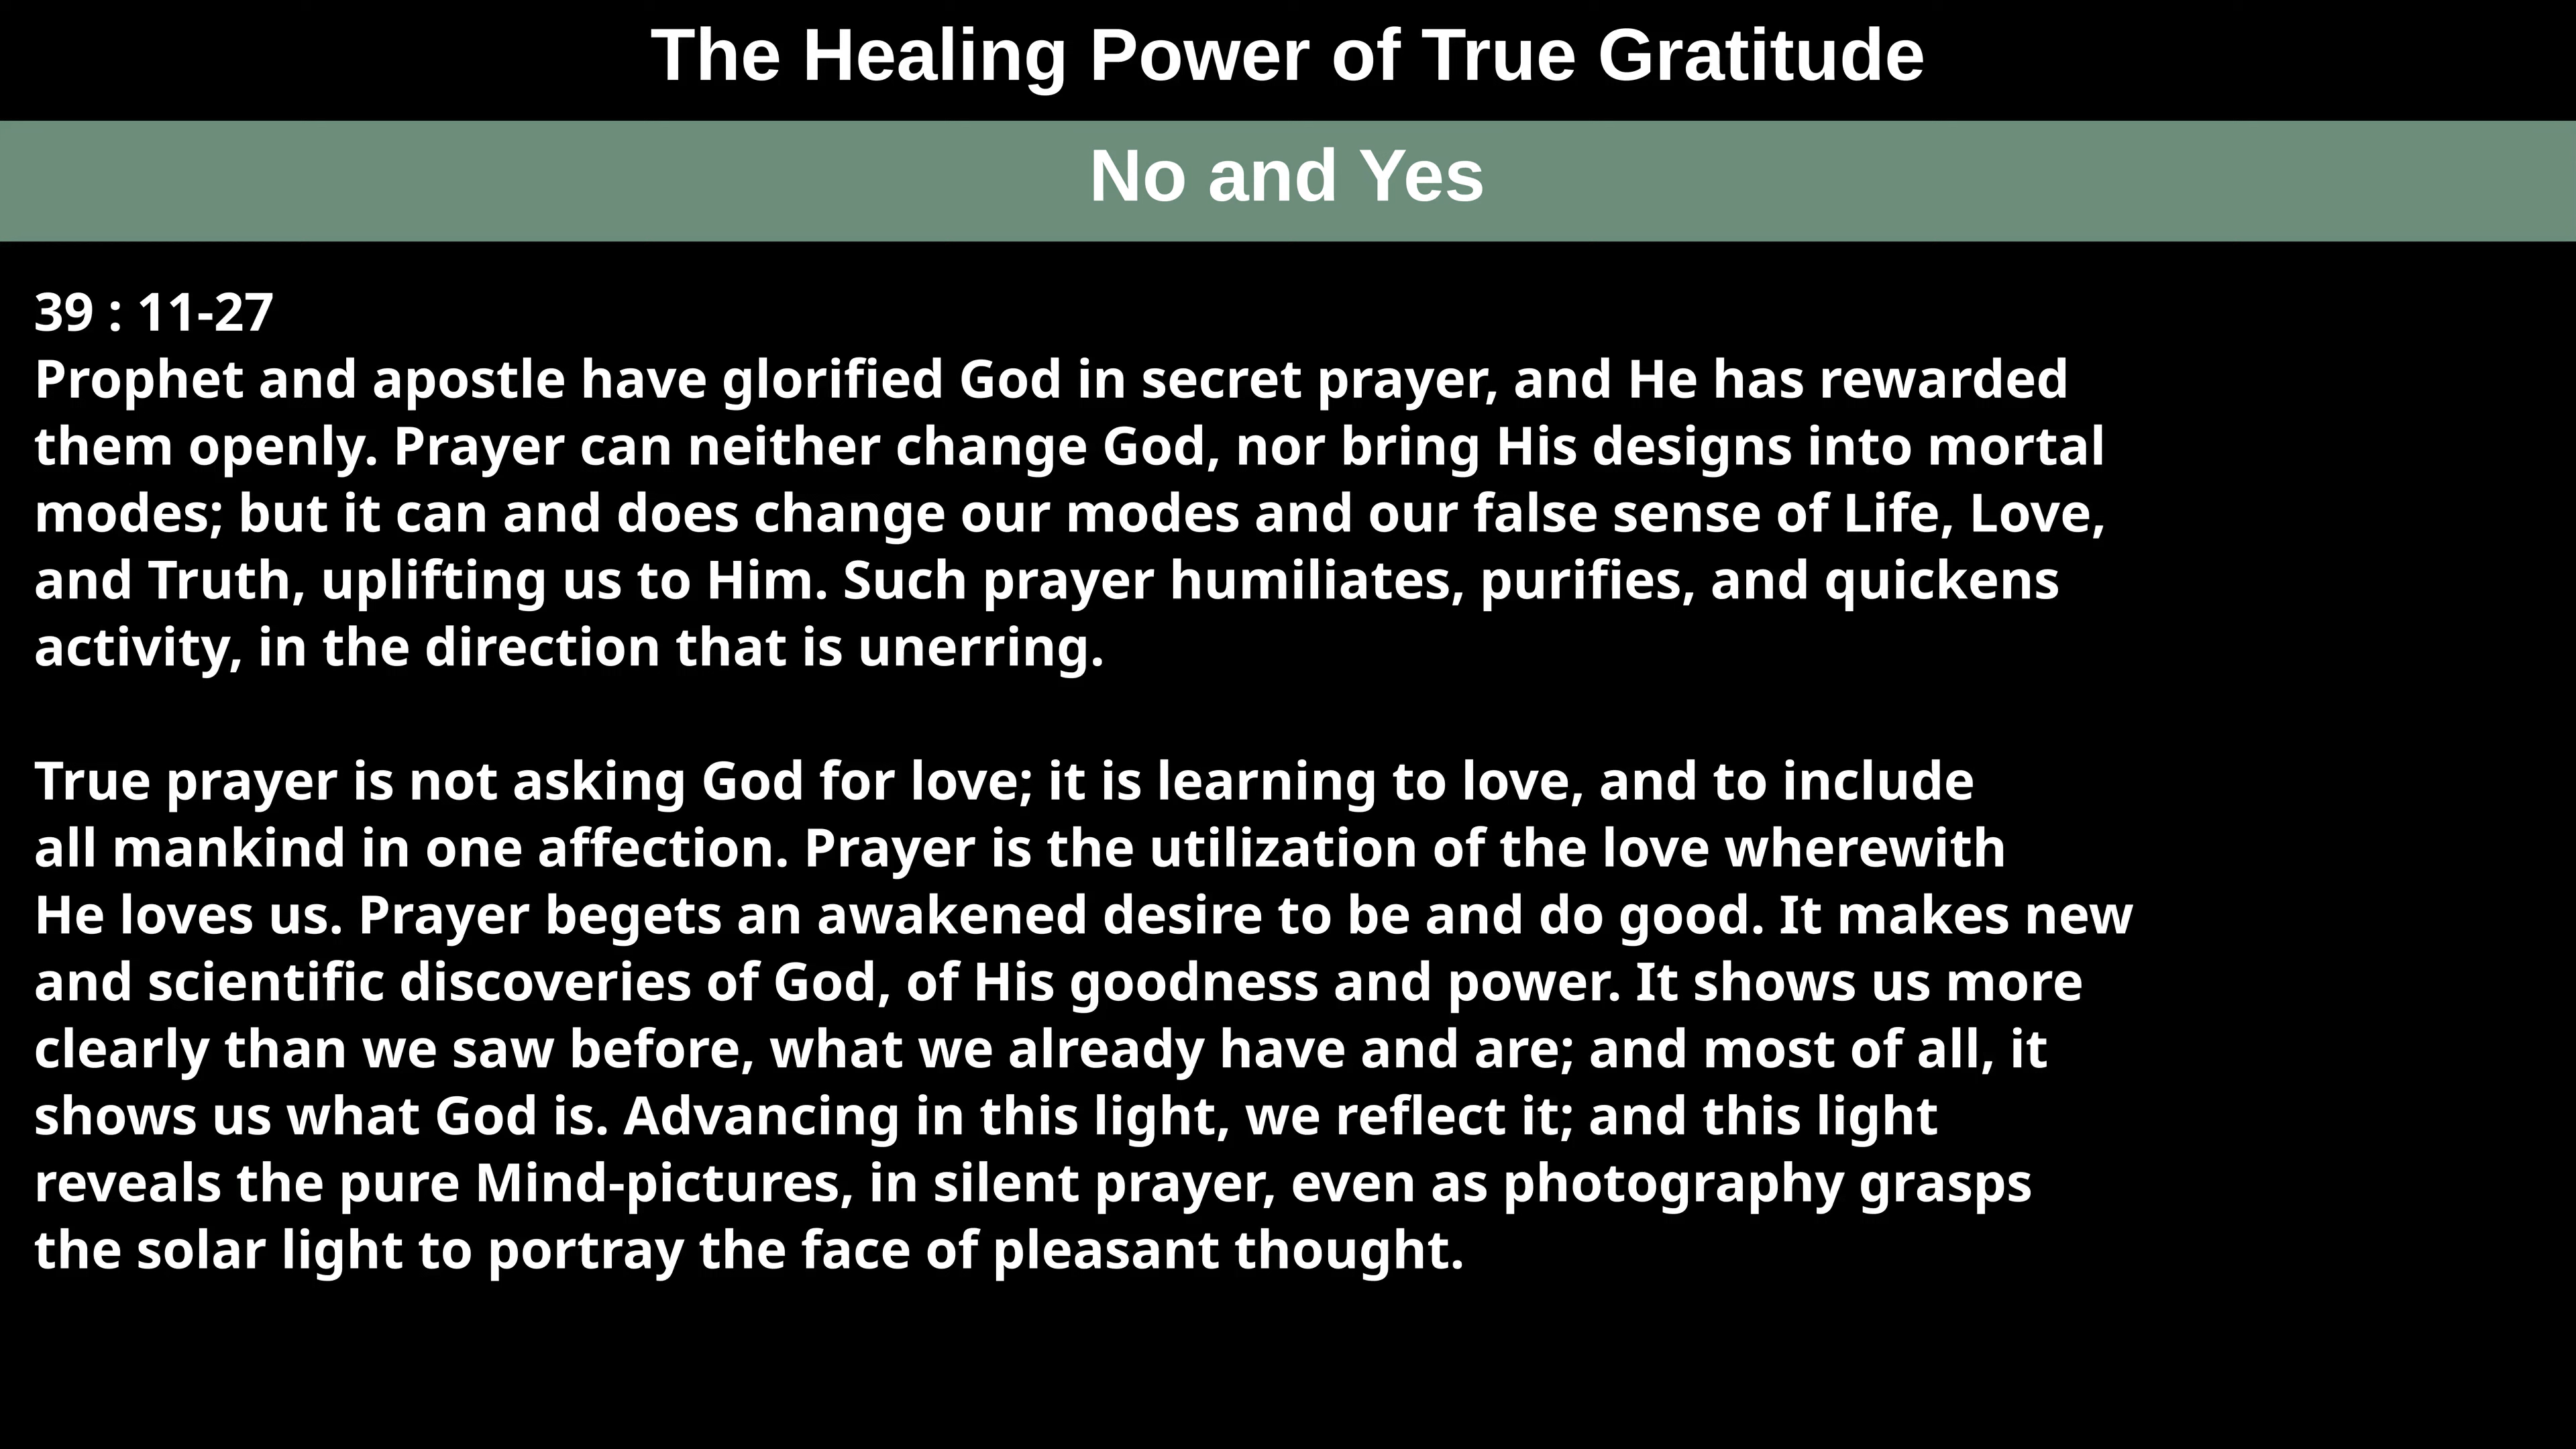 The Healing Power of True Gratitude
No and Yes
39 : 11-27
Prophet and apostle have glorified God in secret prayer, and He has rewarded
them openly. Prayer can neither change God, nor bring His designs into mortal
modes; but it can and does change our modes and our false sense of Life, Love,
and Truth, uplifting us to Him. Such prayer humiliates, purifies, and quickens
activity, in the direction that is unerring.
True prayer is not asking God for love; it is learning to love, and to include
all mankind in one affection. Prayer is the utilization of the love wherewith
He loves us. Prayer begets an awakened desire to be and do good. It makes new
and scientific discoveries of God, of His goodness and power. It shows us more
clearly than we saw before, what we already have and are; and most of all, it
shows us what God is. Advancing in this light, we reflect it; and this light
reveals the pure Mind-pictures, in silent prayer, even as photography grasps
the solar light to portray the face of pleasant thought.